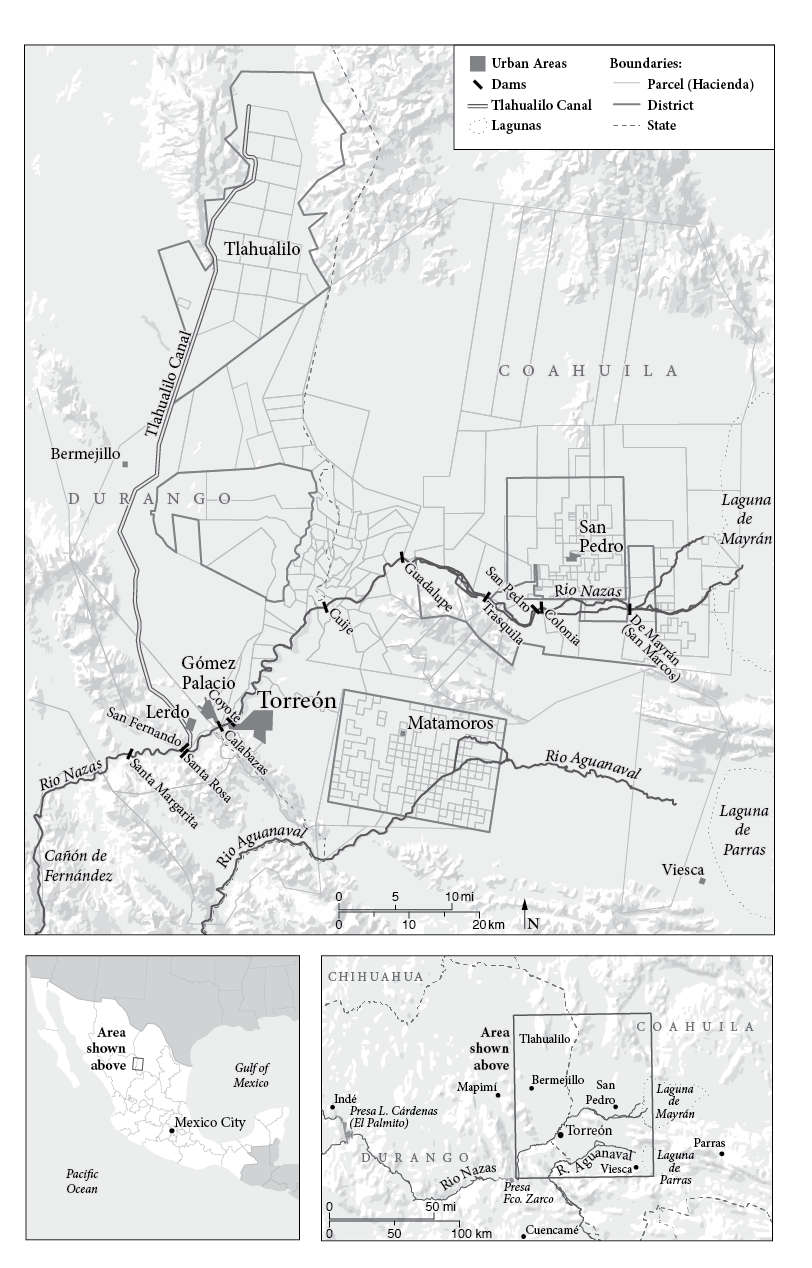 Urban Areas
Dams
Tlahualilo Canal
Lagunas
Boundaries:
Parcel (Hacienda)
District
State
Tlahualilo
Tlahualilo Canal
COAHUILA
Bermejillo
DURANGO
Laguna
de
Mayrán
San
Pedro
Rio Nazas
Guadalupe
San Pedro
Trasquila
Colonia
De Mayrán
(San Marcos)
Cuije
Gómez
Palacio
Coyote
Torreón
Lerdo
San Fernando
Calabazas
Santa Rosa
Santa Margarita
Rio Nazas
Matamoros
Rio Aguanaval
Rio Aguanaval
Cañón de
Fernández
Laguna
de
Parras
Viesca
0 5 10 mi
0 10 20 km
N
Area
shown
above
Gulf of
Mexico
Mexico City
Pacific
Ocean
CHIHUAHUA
COAHUILA
Area
shown
above
Tlahualilo
Mapimí
Bermejillo
San
Pedro
Laguna
de
Mayrán
Indé
Presa L. Cárdenas
(El Palmito)
Torreón
Parras
DURANGO
R. Aguanaval
Viesca
Laguna
de
Parras
Rio Nazas
Presa
Fco. Zarco
0 50 mi
0 50 100 km
Cuencamé